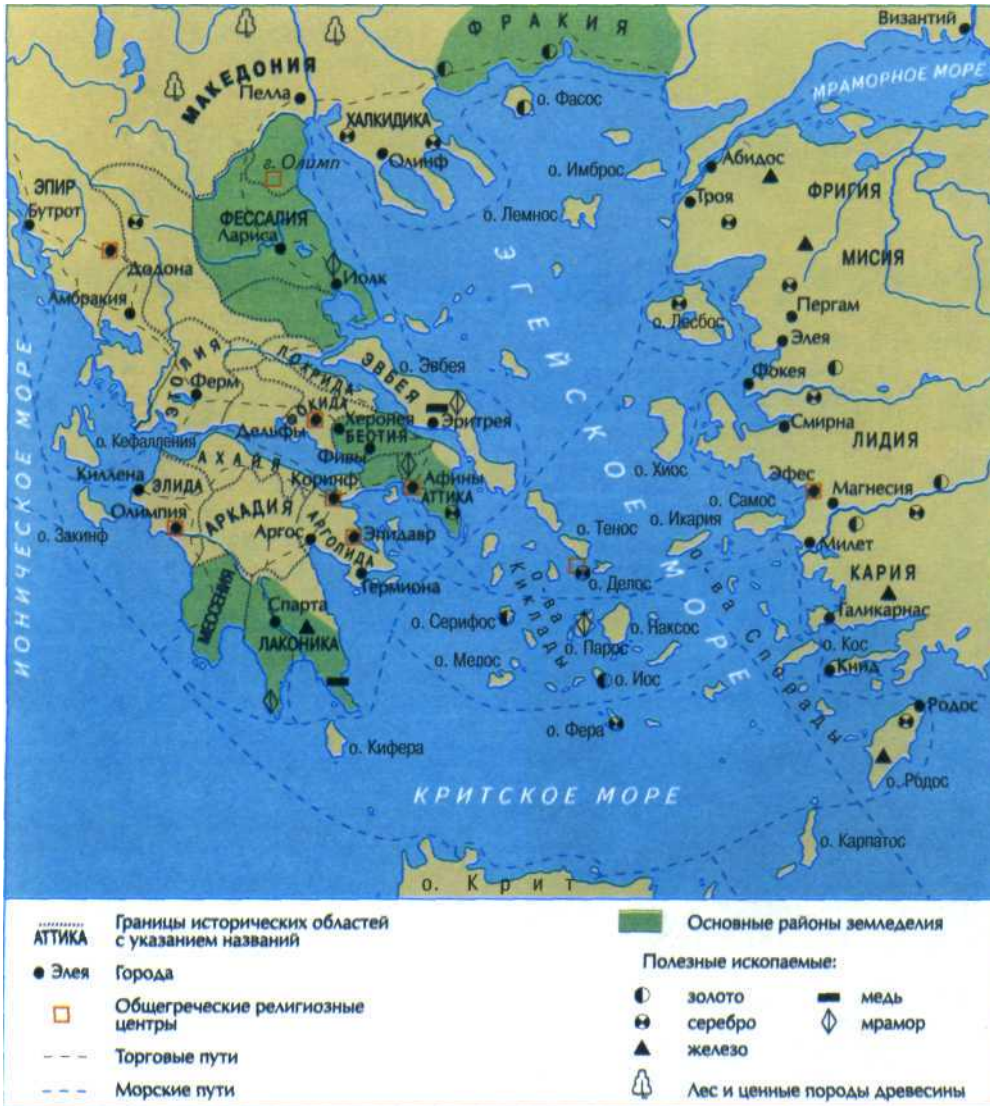 ФРАКИЯ
Византий
МРАМОРНОЕ МОРЕ
МАКЕДОНИЯ
Пелла
ХАЛКИДИКА
Олинф
о. Фасос
о. Имброс
о. Лемнос
Абидос
Троя
ФРИГИЯ
МИСИЯ
г. Олимп
ЭПИР
Бутрот
ФЕССАЛИЯ
Лариса
Додона
Иолк
Амбракия
ЭГЕЙСКОЕ МОРЕ
о. Лесбос
Пергам
Элея
Фокея
ИОНИЧЕСКОЕ МОРЕ
ЭТОЛИЯ
Ферм
ЛОКРИДА
ЭВБЕЯ
о. Эвбея
ФОКИДА
Дельфы
Херонея
БЕОТИЯ
Эритрея
Фивы
Смирна
ЛИДИЯ
о. Кефалления
Киллена
АХАЙЯ
ЭЛИДА
Коринф
Афины
АТТИКА
о. Хиос
Эфес
о. Самос
Магнесия
Олимпия
АРКАДИЯ
о. Закинф
Аргос
АРГОЛИДА
Эпидавр
Гермиона
о. Тенос
о. Икария
Милет
о. Делос
КАРИЯ
МЕССЕНИЯ
Спарта
ЛАКОНИКА
о-ва Киклады
о. Серифос
о. Парос
о. Наксос
о-ва Спорады
Галикарнас
о. Кос
Книд
о. Мелос
о. Иос
о. Фера
Родос
о. Родос
о. Кифера
КРИТСКОЕ МОРЕ
о. Карпатос
о. Крит
АТТИКА
Границы исторических областей
с указанием названий
Элея
Города
Общегреческие религиозные
центры
Торговые пути
Морские пути
Основные районы земледелия
Полезные ископаемые:
золото
медь
серебро
мрамор
железо
Лес и ценные породы древесины